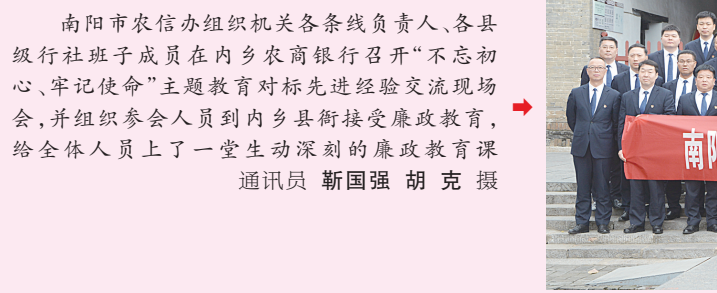 南阳市农信办组织机关各条线负责人、各县
级行社班子成员在内乡农商银行召开“不忘初
心、牢记使命”主题教育对标先进经验交流现场
会,并组织参会人员到内乡县衙接受廉政教育,
给全体人员上了一堂生动深刻的廉政教育课
通讯员 靳国强 胡 克 摄
南阳